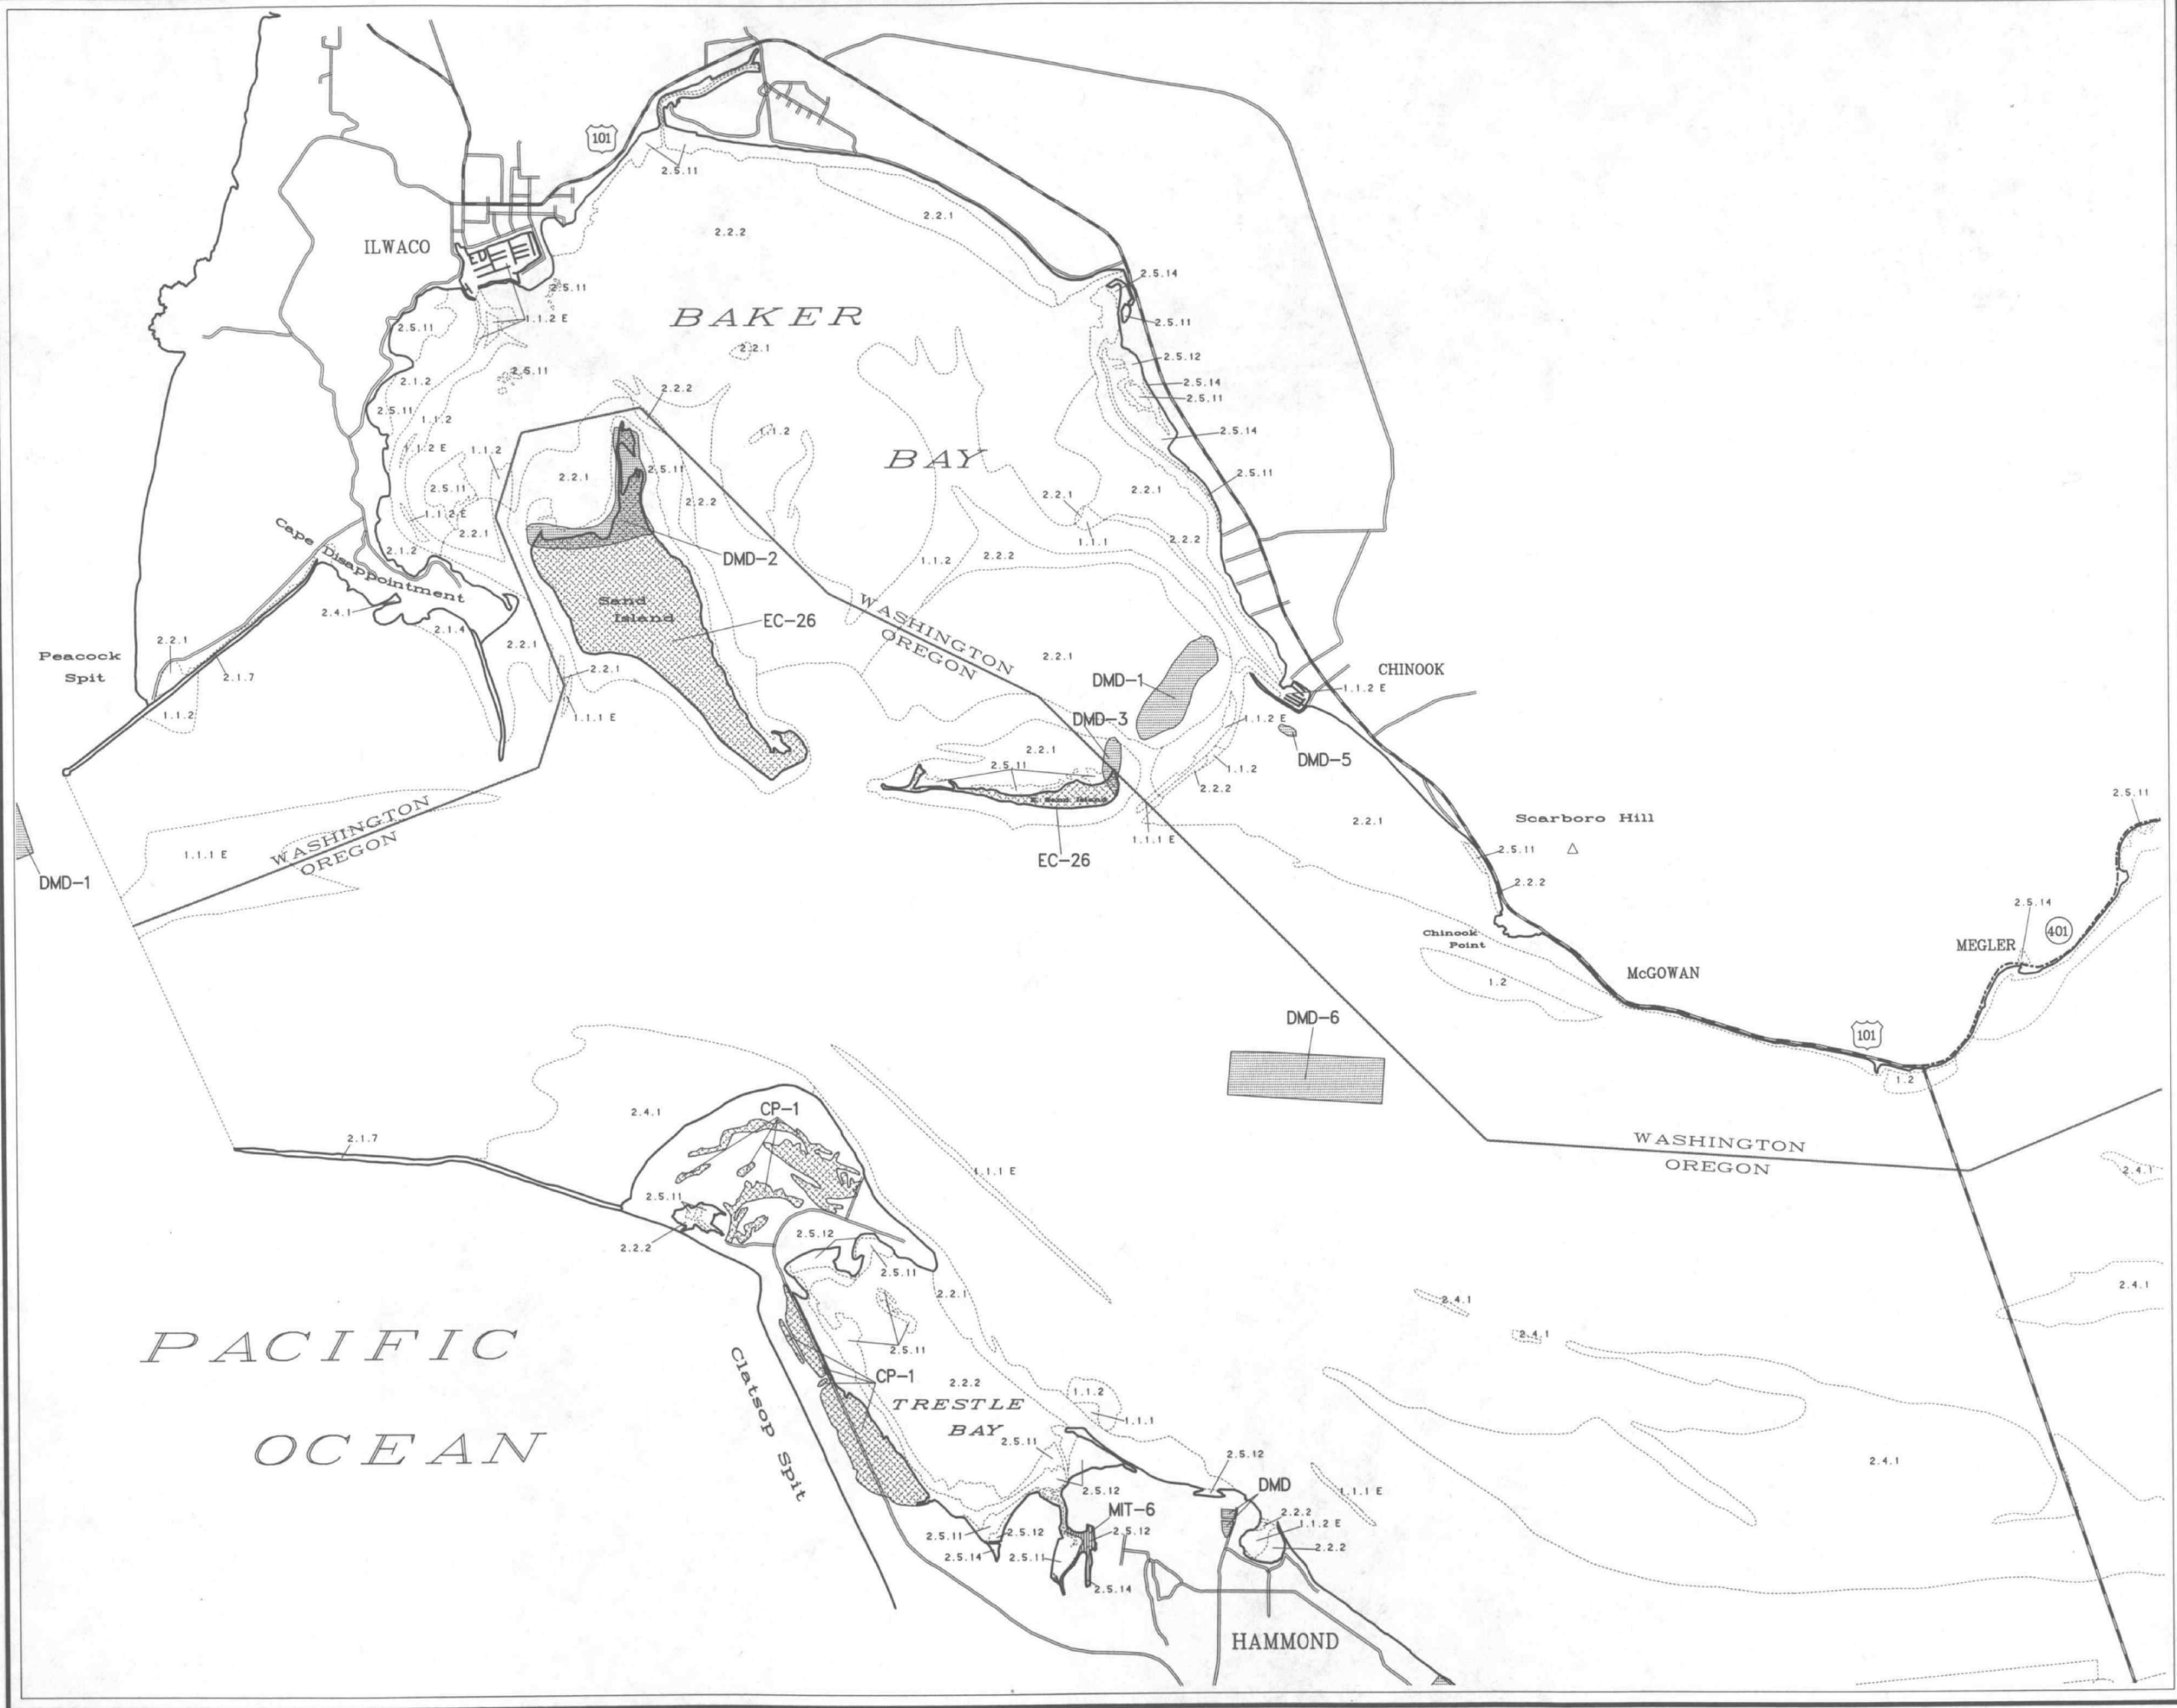 101
2.5.11
2.2.1
2.2.2
ILWACO
2.5.14
2.5.11
2.5.11
1.1.2 E
BAKER
2.5.11
2.5.12
2.2.1
2.5.11
2.5.14
2.1.2
2.2.2
2.5.11
2.5.11
1.1.2
1.1.2
2.5.14
1.1.2 E
1.1.2
BAY
2.5.11
2.5.11
2.2.1
2.5.11
2.2.1
2.2.1
2.2.2
1.1.2 E
Cape Disappointment
2.2.1
2.2.2
1.1.1
2.1.2
DMD-2
1.1.2
2.2.2
Sand
Island
WASHINGTON
OREGON
2.4.1
EC-26
2.1.4
2.2.1
2.2.1
Peacock
Spit
2.2.1
2.2.1
2.1.7
DMD-1
CHINOOK
1.1.2 E
1.1.2
1.1.1 E
DMD-3
1.1.2 E
2.2.1
DMD-5
2.5.11
1.1.2
2.2.2
E. Sand Island
2.5.11
WASHINGTON
OREGON
2.2.1
Scarboro Hill
1.1.1 E
1.1.1 E
2.5.11
EC-26
DMD-1
2.2.2
2.5.14
401
Chinook
Point
MEGLER
McGOWAN
1.2
DMD-6
101
1.2
2.4.1
CP-1
2.1.7
WASHINGTON
OREGON
1.1.1 E
2.4.1
2.5.11
2.5.12
2.2.2
2.5.11
2.4.1
2.2.1
2.4.1
2.4.1
PACIFIC
2.5.11
CP-1
2.2.2
Clatsop Spit
1.1.2
TRESTLE
1.1.1
BAY
OCEAN
2.5.11
2.5.12
2.4.1
DMD
2.5.12
1.1.1 E
MIT-6
2.2.2
1.1.2 E
2.5.11
2.5.12
2.5.12
2.2.2
2.5.14
2.5.11
2.5.14
HAMMOND